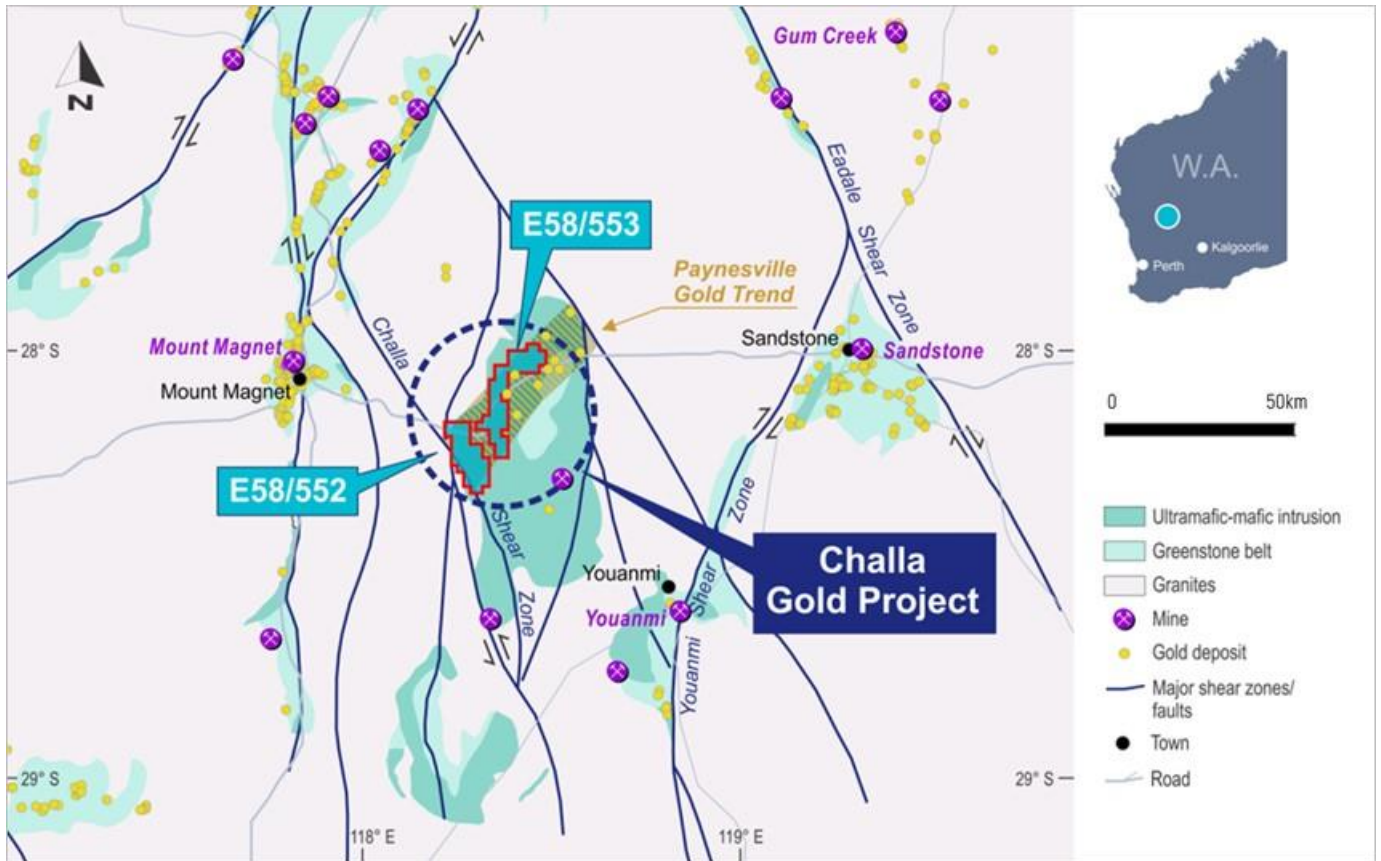 N
Gum Creek
W.A.
Kalgoorlie
Perth
Eadale
Shear
Zone
E58/553
Paynesville
Gold Trend
Challa
28° S
Mount Magnet
Mount Magnet
Sandstone
Sandstone
28° S
0
50km
E58/552
Shear
Zone
Zone
Shear
Youanmi
Challa
Gold Project
Youanmi
Youanmi
Ultramafic-mafic intrusion
Greenstone belt
Granites
Mine
Gold deposit
Major shear zones/
faults
Town
Road
29° S
29° S
118° E
119° E